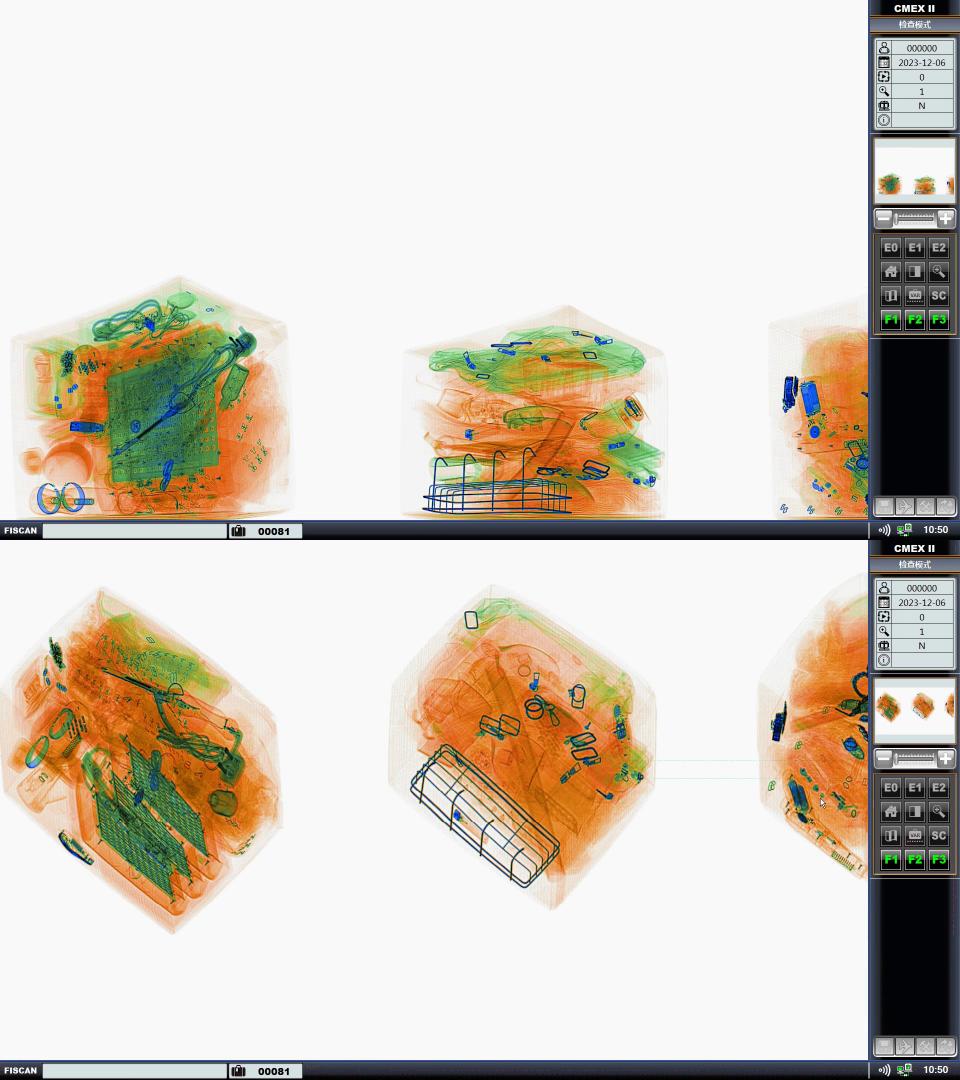 CMEX II
检查模式
000000
2023-12-06
0
1
N
E0 E1 E2
VAR SC
F1 F2 F3
FISCAN 00081 10:50
CMEX II
检查模式
000000
2023-12-06
0
1
N
E0 E1 E2
VAR SC
F1 F2 F3
FISCAN 00081 10:50